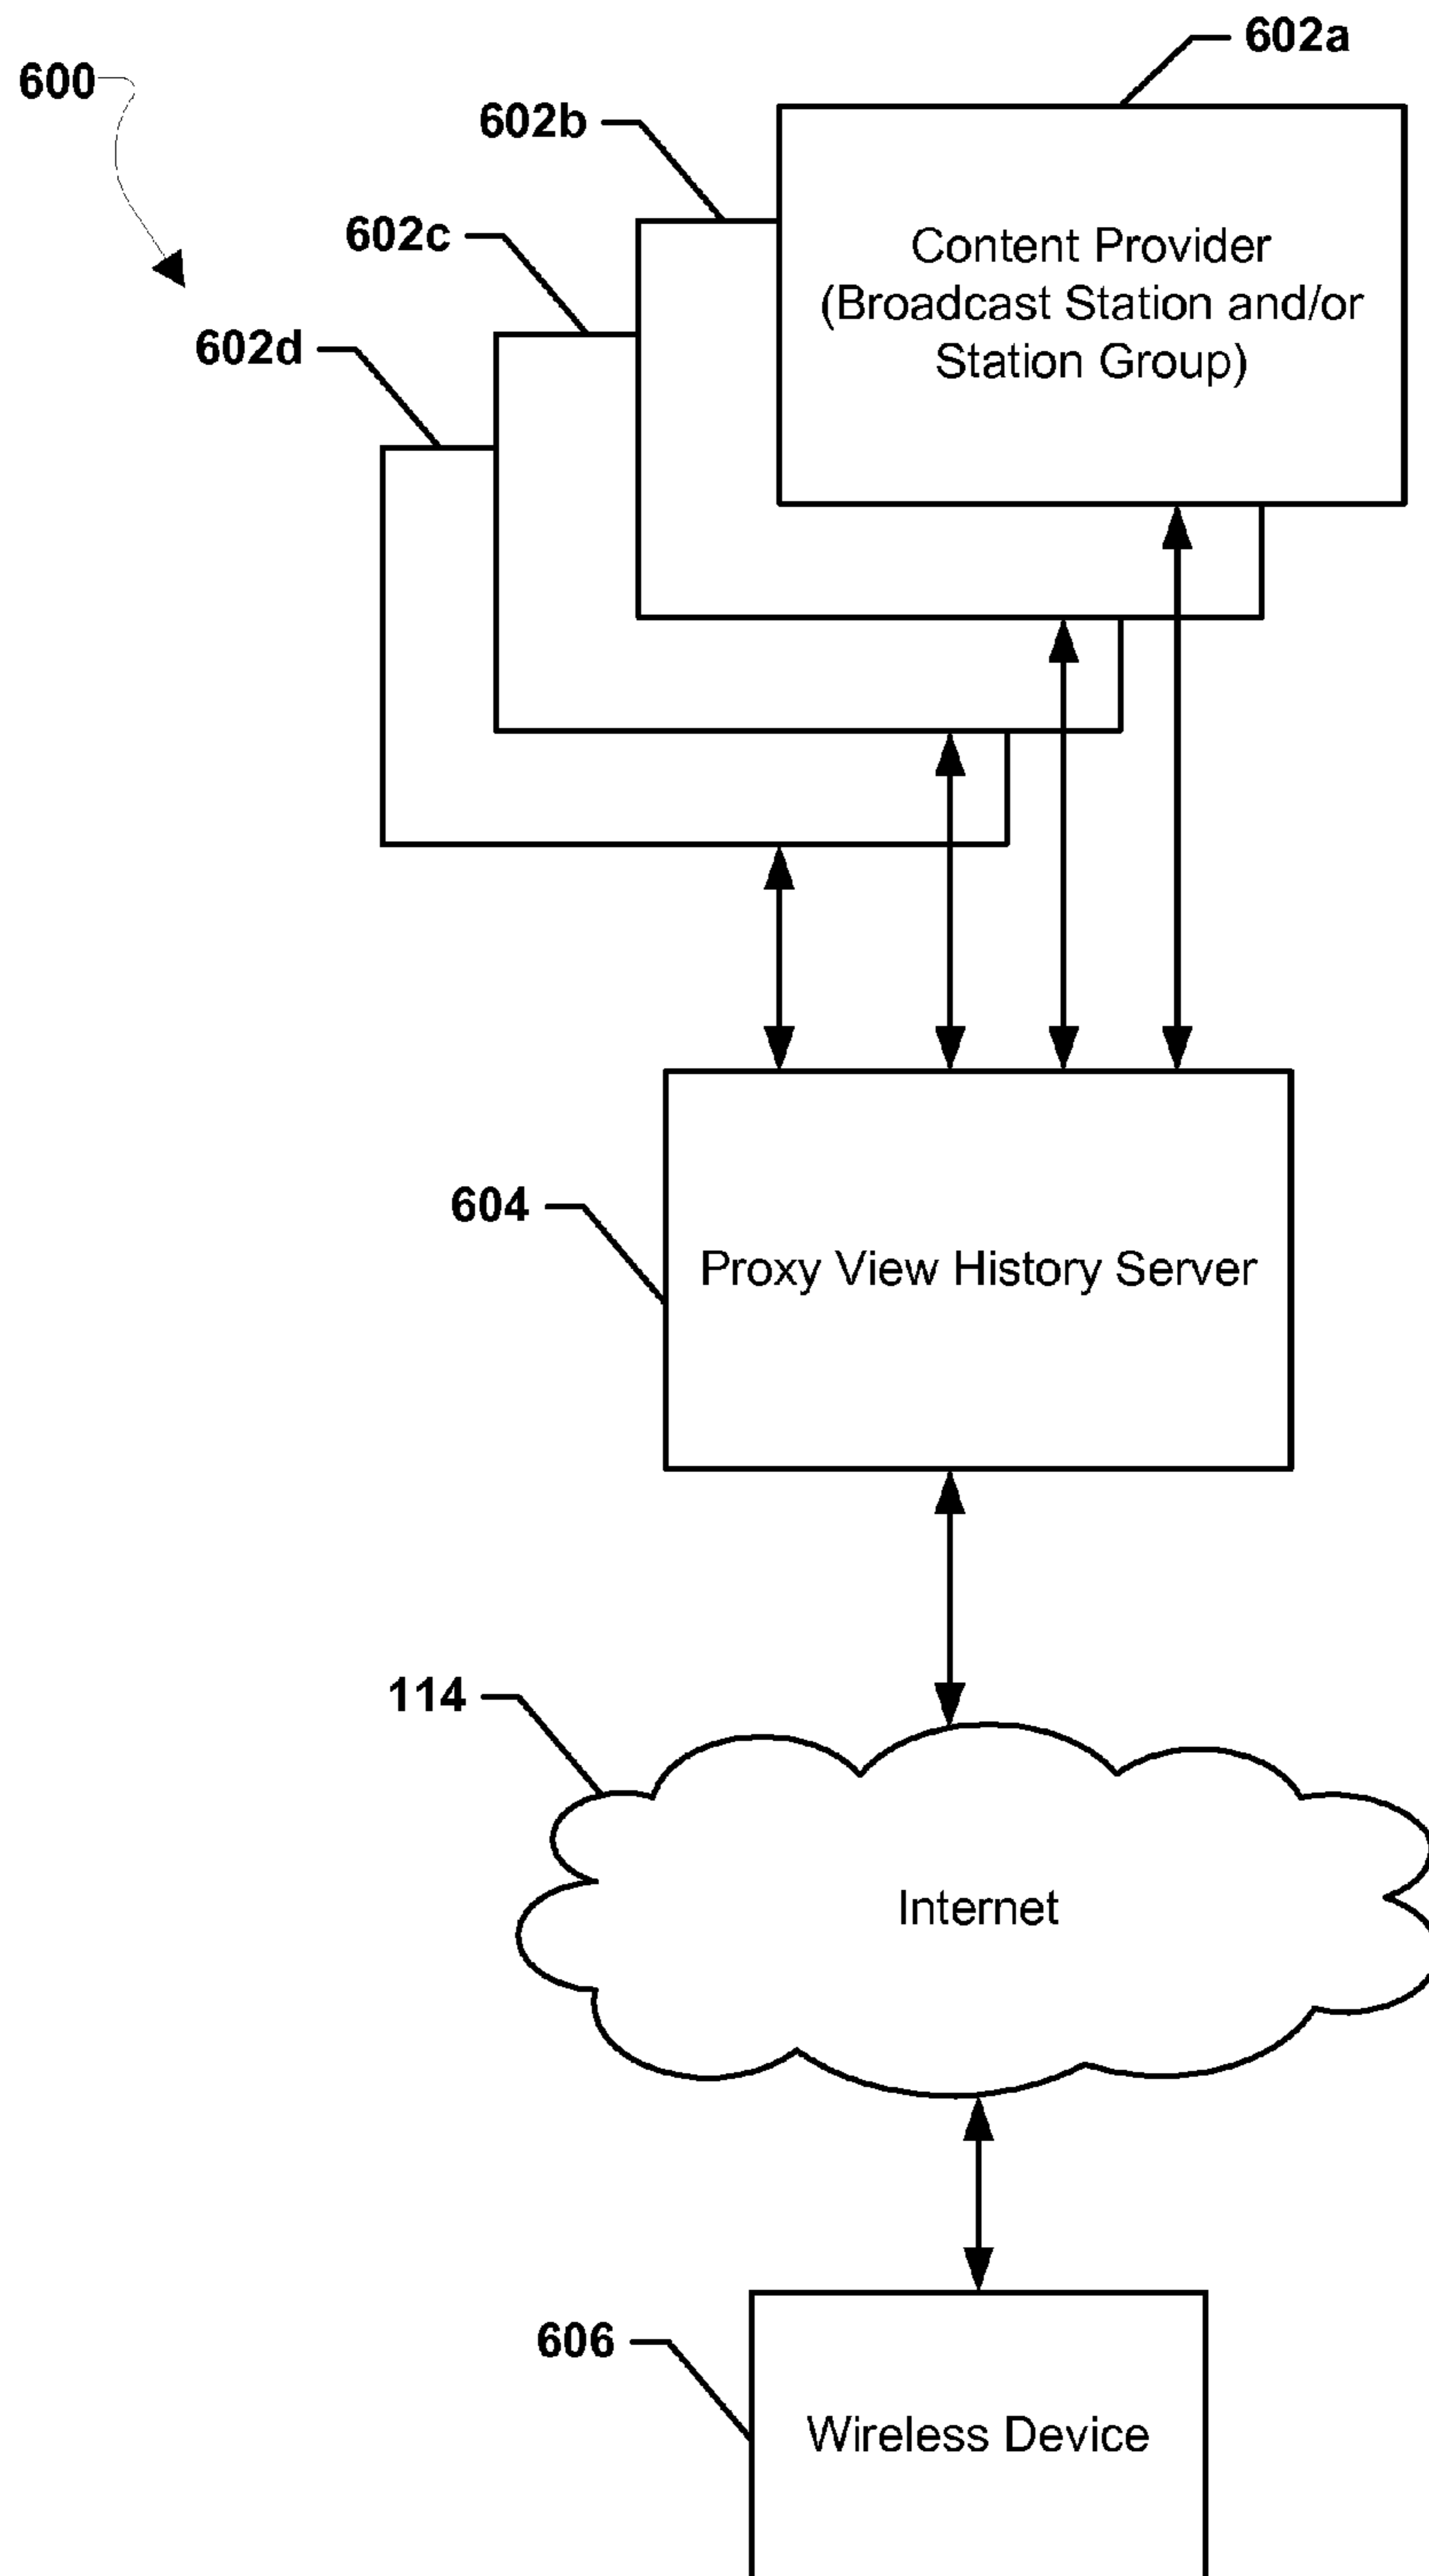 602a
600
602b
Content Provider
(Broadcast Station and/or
Station Group)
602c
602d
604
Proxy View History Server
114
Internet
606
Wireless Device